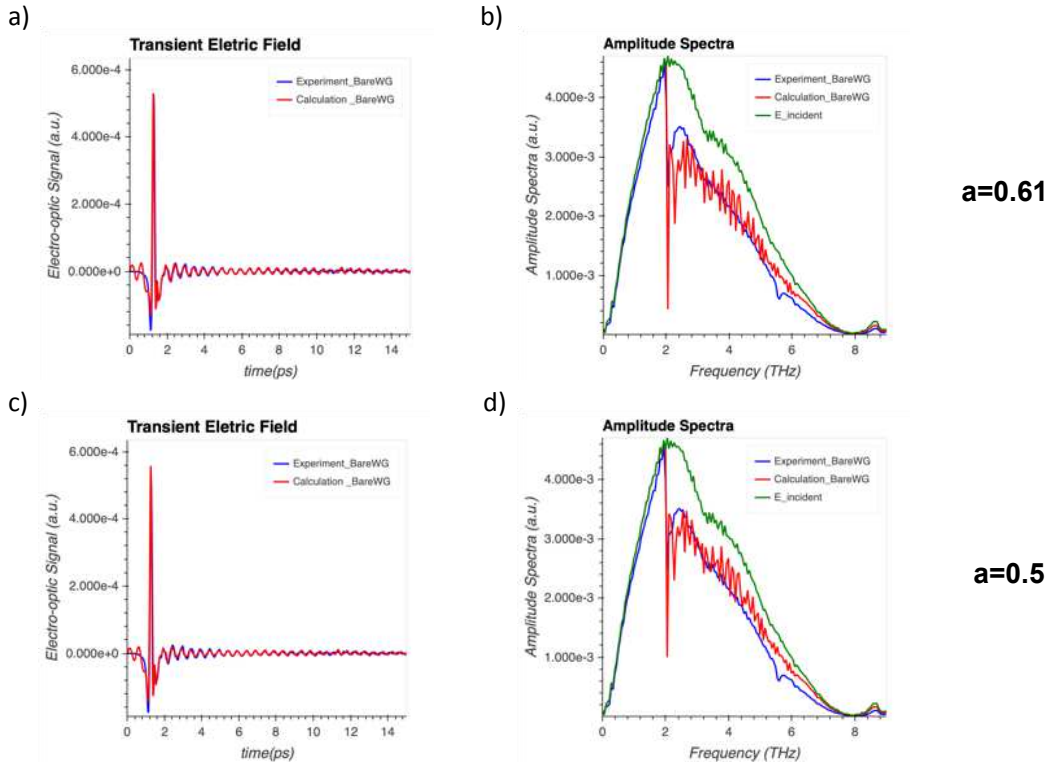 a)
Transient Eletric Field
6.000e-4
4.000e-4
2.000e-4
0.000e+0
Electro-optic Signal (a.u.)
Experiment_BareWG
Calculation _BareWG
0 2 4 6 8 10 12 14
time(ps)
b)
Amplitude Spectra
4.000e-3
3.000e-3
2.000e-3
1.000e-3
Amplitude Spectra (a.u.)
Experiment_BareWG
Calculation_BareWG
E_incident
0 2 4 6 8
Frequency (THz)
a=0.61
c)
Transient Eletric Field
6.000e-4
4.000e-4
2.000e-4
0.000e+0
Electro-optic Signal (a.u.)
Experiment_BareWG
Calculation _BareWG
0 2 4 6 8 10 12 14
time(ps)
d)
Amplitude Spectra
4.000e-3
3.000e-3
2.000e-3
1.000e-3
Amplitude Spectra (a.u.)
Experiment_BareWG
Calculation_BareWG
E_incident
0 2 4 6 8
Frequency (THz)
a=0.5